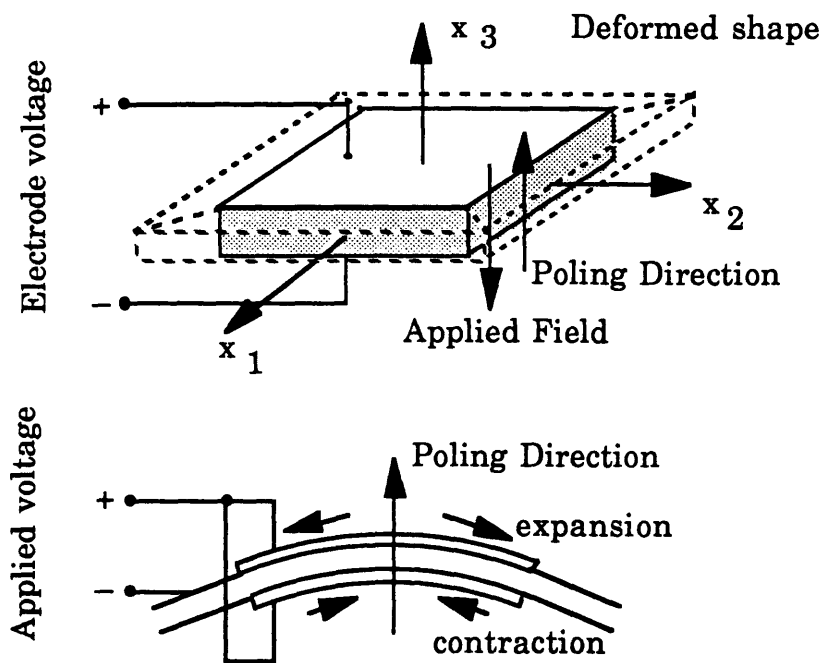 x 3
Deformed shape
Electrode voltage
+
x 2
Poling Direction
−
Applied Field
x 1
Applied voltage
Poling Direction
+
expansion
−
contraction